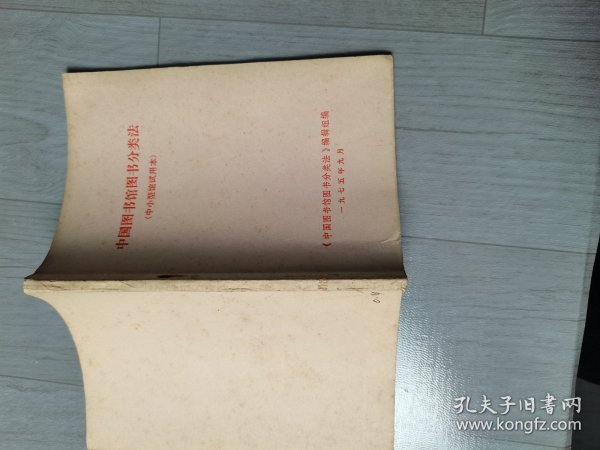 中国图书馆图书分类法
(中小型馆试用本)
《中国图书馆图书分类法》编辑组编
一九七五年九月
孔夫子旧书网
www.kongfz.com